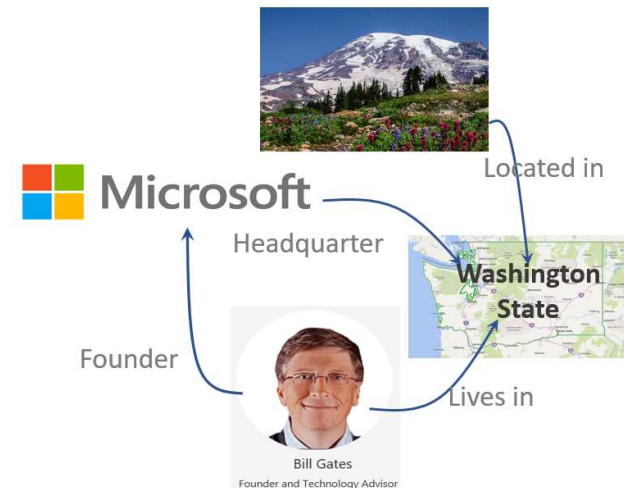 Located in
Microsoft
Headquarter
Washington
State
Founder
Lives in
Bill Gates
Founder and Technology Advisor